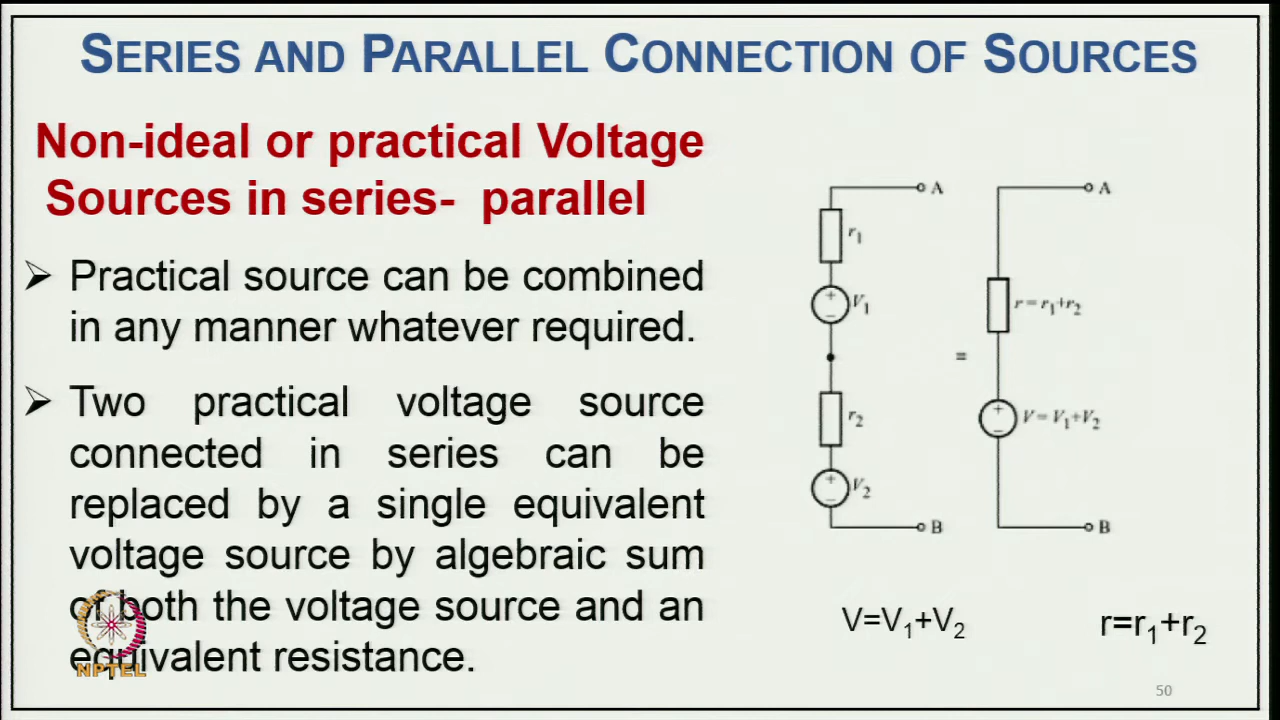 SERIES AND PARALLEL CONNECTION OF SOURCES
Non-ideal or practical Voltage
Sources in series- parallel
➢ Practical source can be combined
in any manner whatever required.
➢ Two practical voltage source
connected in series can be
replaced by a single equivalent
voltage source by algebraic sum
of both the voltage source and an
equivalent resistance.
NPTEL
A
r₁
+
V₁
−
r₂
+
V₂
−
B
≡
A
r = r₁+r₂
+
V = V₁+V₂
−
B
V=V₁+V₂
r=r₁+r₂
50